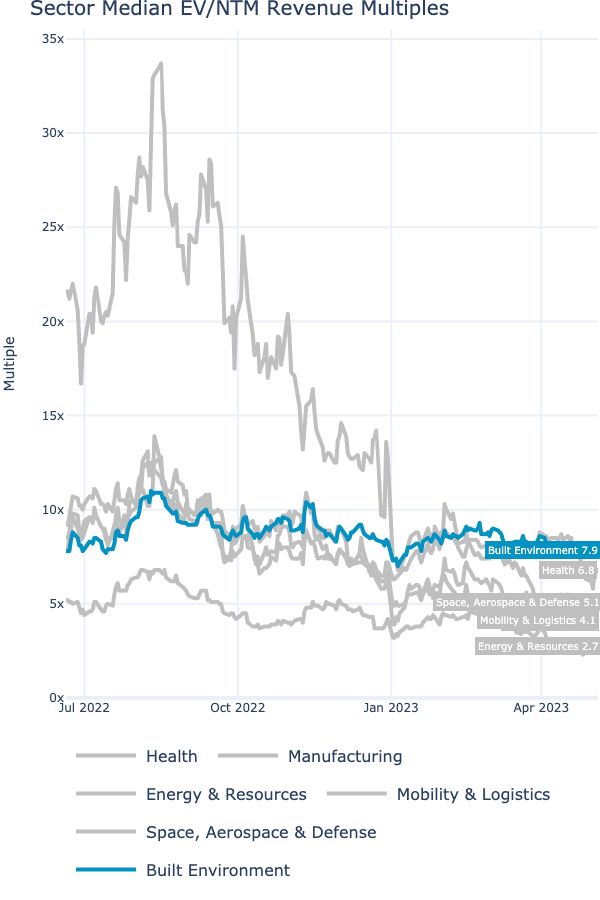 Sector Median EV/NTM Revenue Multiples
35x
30x
25x
20x
15x
10x
5x
0x
Multiple
Built Environment 7.9
Health 6.8
Space, Aerospace & Defense 5.1
Mobility & Logistics 4.1
Energy & Resources 2.7
Jul 2022 Oct 2022 Jan 2023 Apr 2023
Health Manufacturing
Energy & Resources Mobility & Logistics
Space, Aerospace & Defense
Built Environment